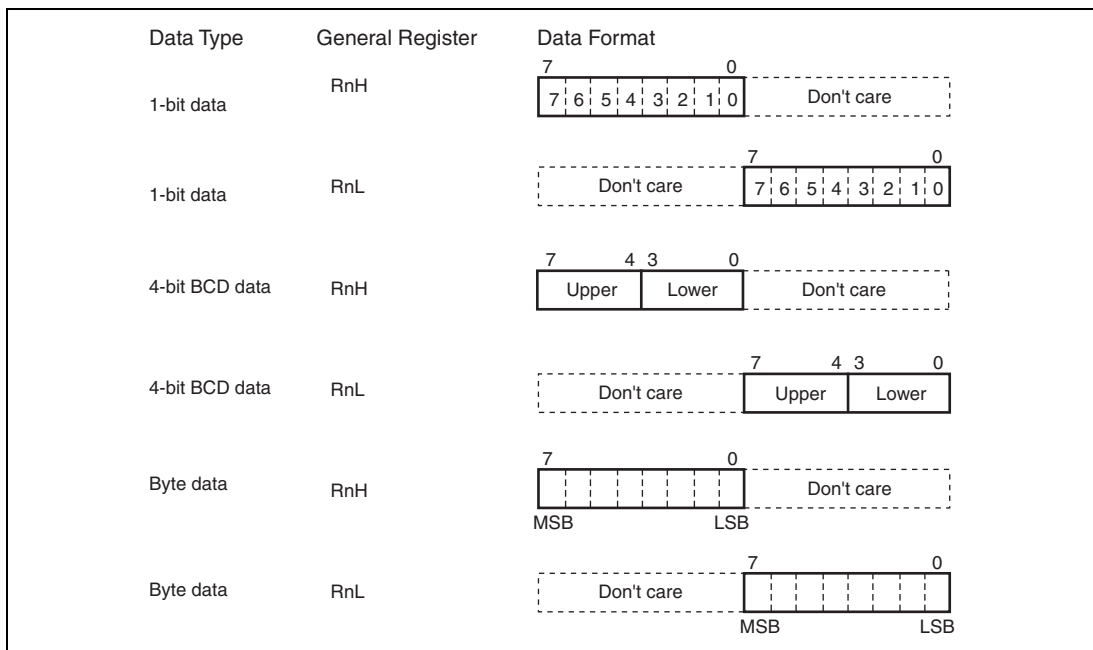 Data Type General Register Data Format
7 0
1-bit data RnH 7 6 5 4 3 2 1 0 Don't care
7 0
1-bit data RnL Don't care 7 6 5 4 3 2 1 0
7 4 3 0
4-bit BCD data RnH Upper Lower Don't care
7 4 3 0
4-bit BCD data RnL Don't care Upper Lower
7 0
Byte data RnH Don't care
MSB LSB
7 0
Byte data RnL Don't care
MSB LSB